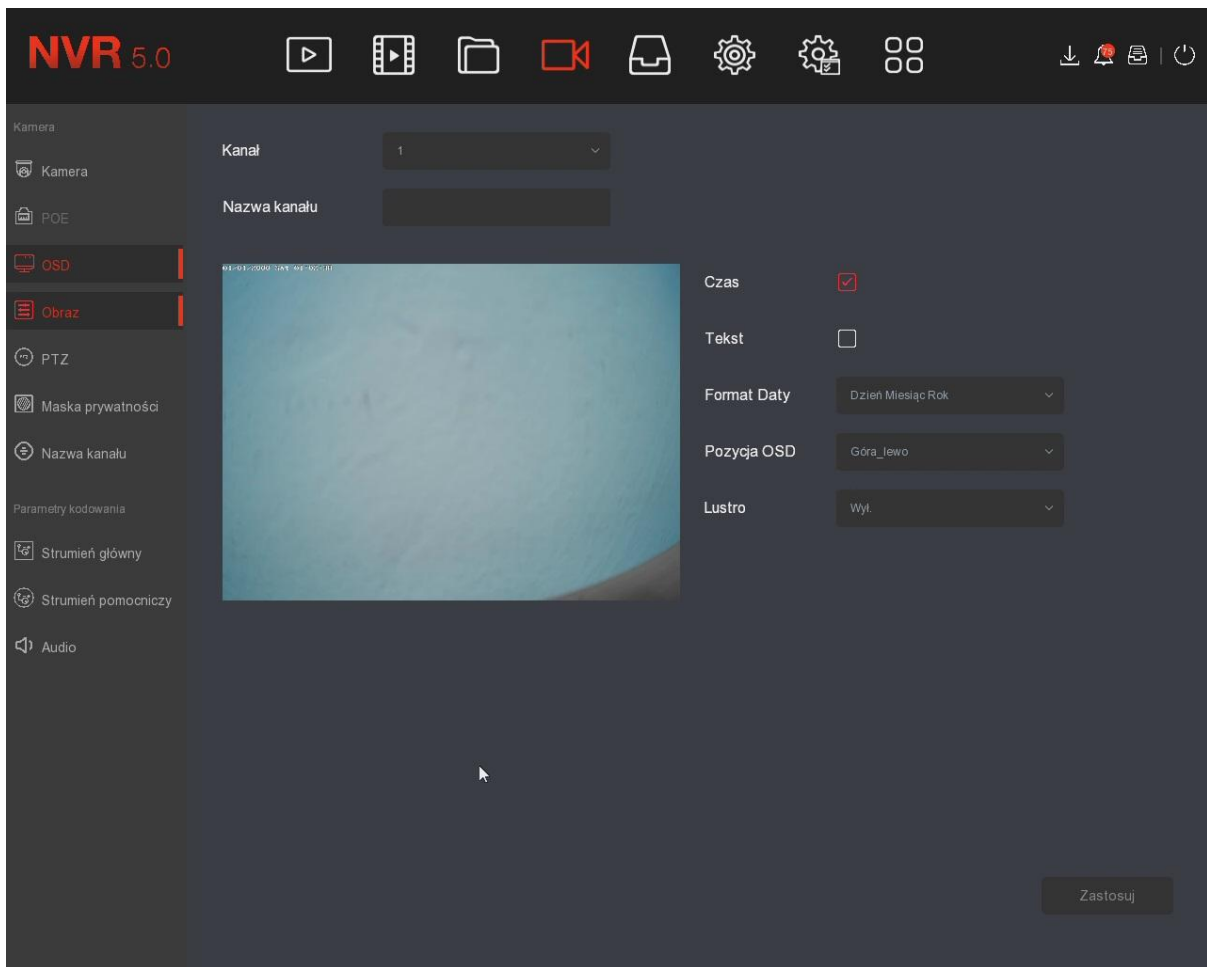 NVR 5.0
75
Kamera
Kamera
POE
OSD
Obraz
PTZ
Maska prywatności
Nazwa kanału
Parametry kodowania
Strumień główny
Strumień pomocniczy
Audio
Kanał 1
Nazwa kanału
Czas
Tekst
Format Daty Dzień Miesiąc Rok
Pozycja OSD Góra_lewo
Lustro Wył.
Zastosuj